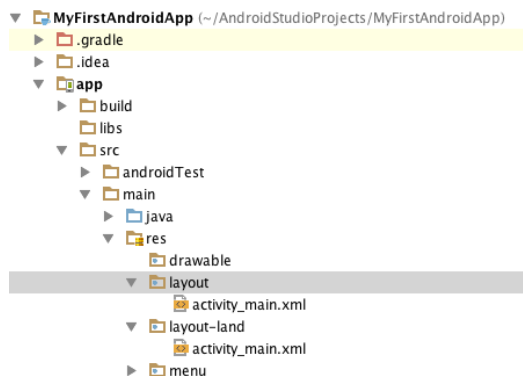 MyFirstAndroidApp (~/AndroidStudioProjects/MyFirstAndroidApp)
.gradle
.idea
app
build
libs
src
androidTest
main
java
res
drawable
layout
activity_main.xml
layout-land
activity_main.xml
menu